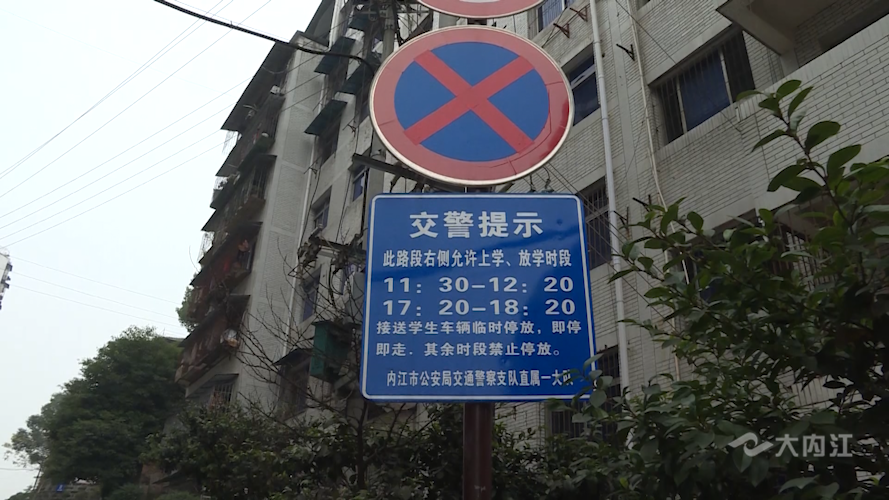 交警提示
此路段右侧允许上学、放学时段
11：30-12：20
17：20-18：20
接送学生车辆临时停放，即停
即走．其余时段禁止停放。
内江市公安局交通警察支队直属一大队
大内江